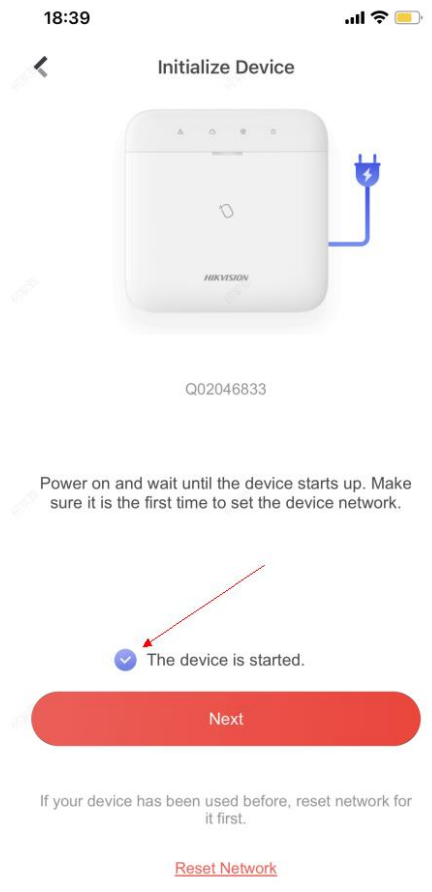 18:39
Initialize Device
HIKVISION
Q02046833
Power on and wait until the device starts up. Make
sure it is the first time to set the device network.
The device is started.
Next
If your device has been used before, reset network for
it first.
Reset Network